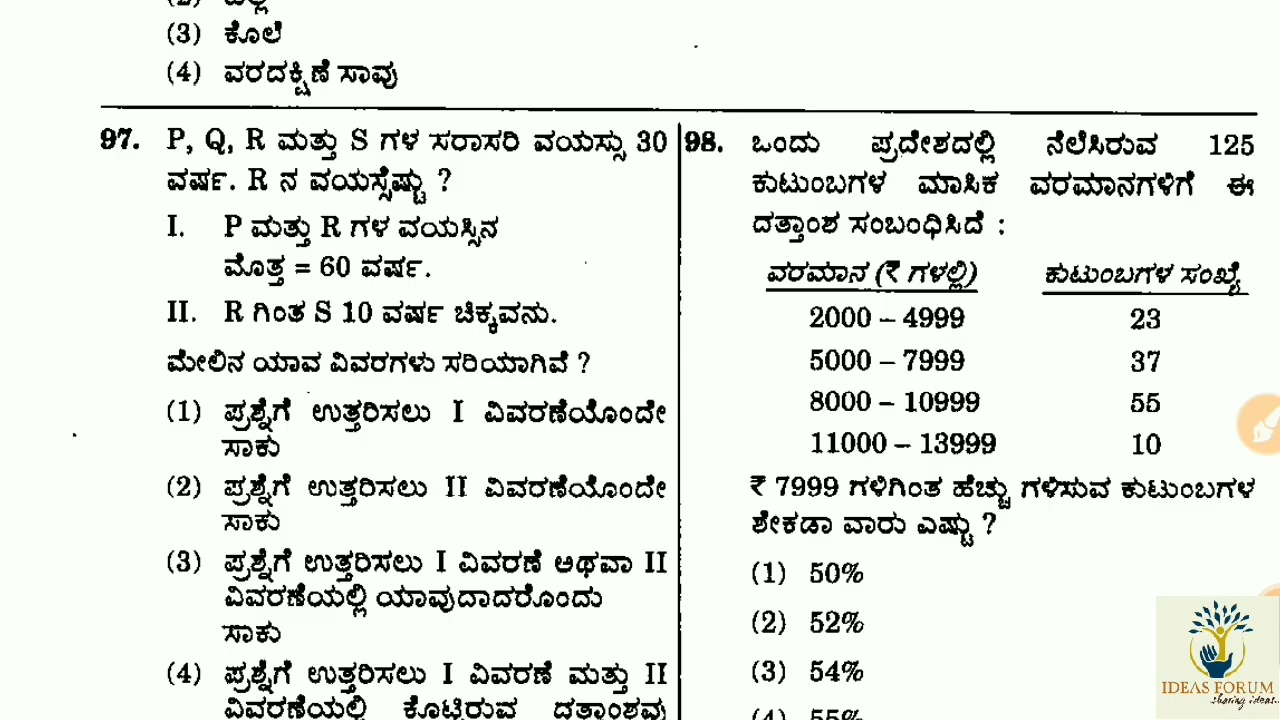 (3) ಕೊಲೆ
(4) ವರದಕ್ಷಿಣೆ ಸಾವು
97. P, Q, R ಮತ್ತು S ಗಳ ಸರಾಸರಿ ವಯಸ್ಸು 30
ವರ್ಷ. R ನ ವಯಸ್ಸೆಷ್ಟು ?
I. P ಮತ್ತು R ಗಳ ವಯಸ್ಸಿನ
ಮೊತ್ತ = 60 ವರ್ಷ.
II. R ಗಿಂತ S 10 ವರ್ಷ ಚಿಕ್ಕವನು.
ಮೇಲಿನ ಯಾವ ವಿವರಗಳು ಸರಿಯಾಗಿವೆ ?
(1) ಪ್ರಶ್ನೆಗೆ ಉತ್ತರಿಸಲು I ವಿವರಣೆಯೊಂದೇ
ಸಾಕು
(2) ಪ್ರಶ್ನೆಗೆ ಉತ್ತರಿಸಲು II ವಿವರಣೆಯೊಂದೇ
ಸಾಕು
(3) ಪ್ರಶ್ನೆಗೆ ಉತ್ತರಿಸಲು I ವಿವರಣೆ ಅಥವಾ II
ವಿವರಣೆಯಲ್ಲಿ ಯಾವುದಾದರೊಂದು
ಸಾಕು
(4) ಪ್ರಶ್ನೆಗೆ ಉತ್ತರಿಸಲು I ವಿವರಣೆ ಮತ್ತು II
ವಿವರಣೆಯಲ್ಲಿ ಕೊಟ್ಟಿರುವ ದತ್ತಾಂಶವು
98. ಒಂದು ಪ್ರದೇಶದಲ್ಲಿ ನೆಲೆಸಿರುವ 125
ಕುಟುಂಬಗಳ ಮಾಸಿಕ ವರಮಾನಗಳಿಗೆ ಈ
ದತ್ತಾಂಶ ಸಂಬಂಧಿಸಿದೆ :
ವರಮಾನ (₹ ಗಳಲ್ಲಿ) ಕುಟುಂಬಗಳ ಸಂಖ್ಯೆ
2000 – 4999 23
5000 – 7999 37
8000 – 10999 55
11000 – 13999 10
₹ 7999 ಗಳಿಗಿಂತ ಹೆಚ್ಚು ಗಳಿಸುವ ಕುಟುಂಬಗಳ
ಶೇಕಡಾ ವಾರು ಎಷ್ಟು ?
(1) 50%
(2) 52%
(3) 54%
(4) 55%
IDEAS FORUM
sharing ideas